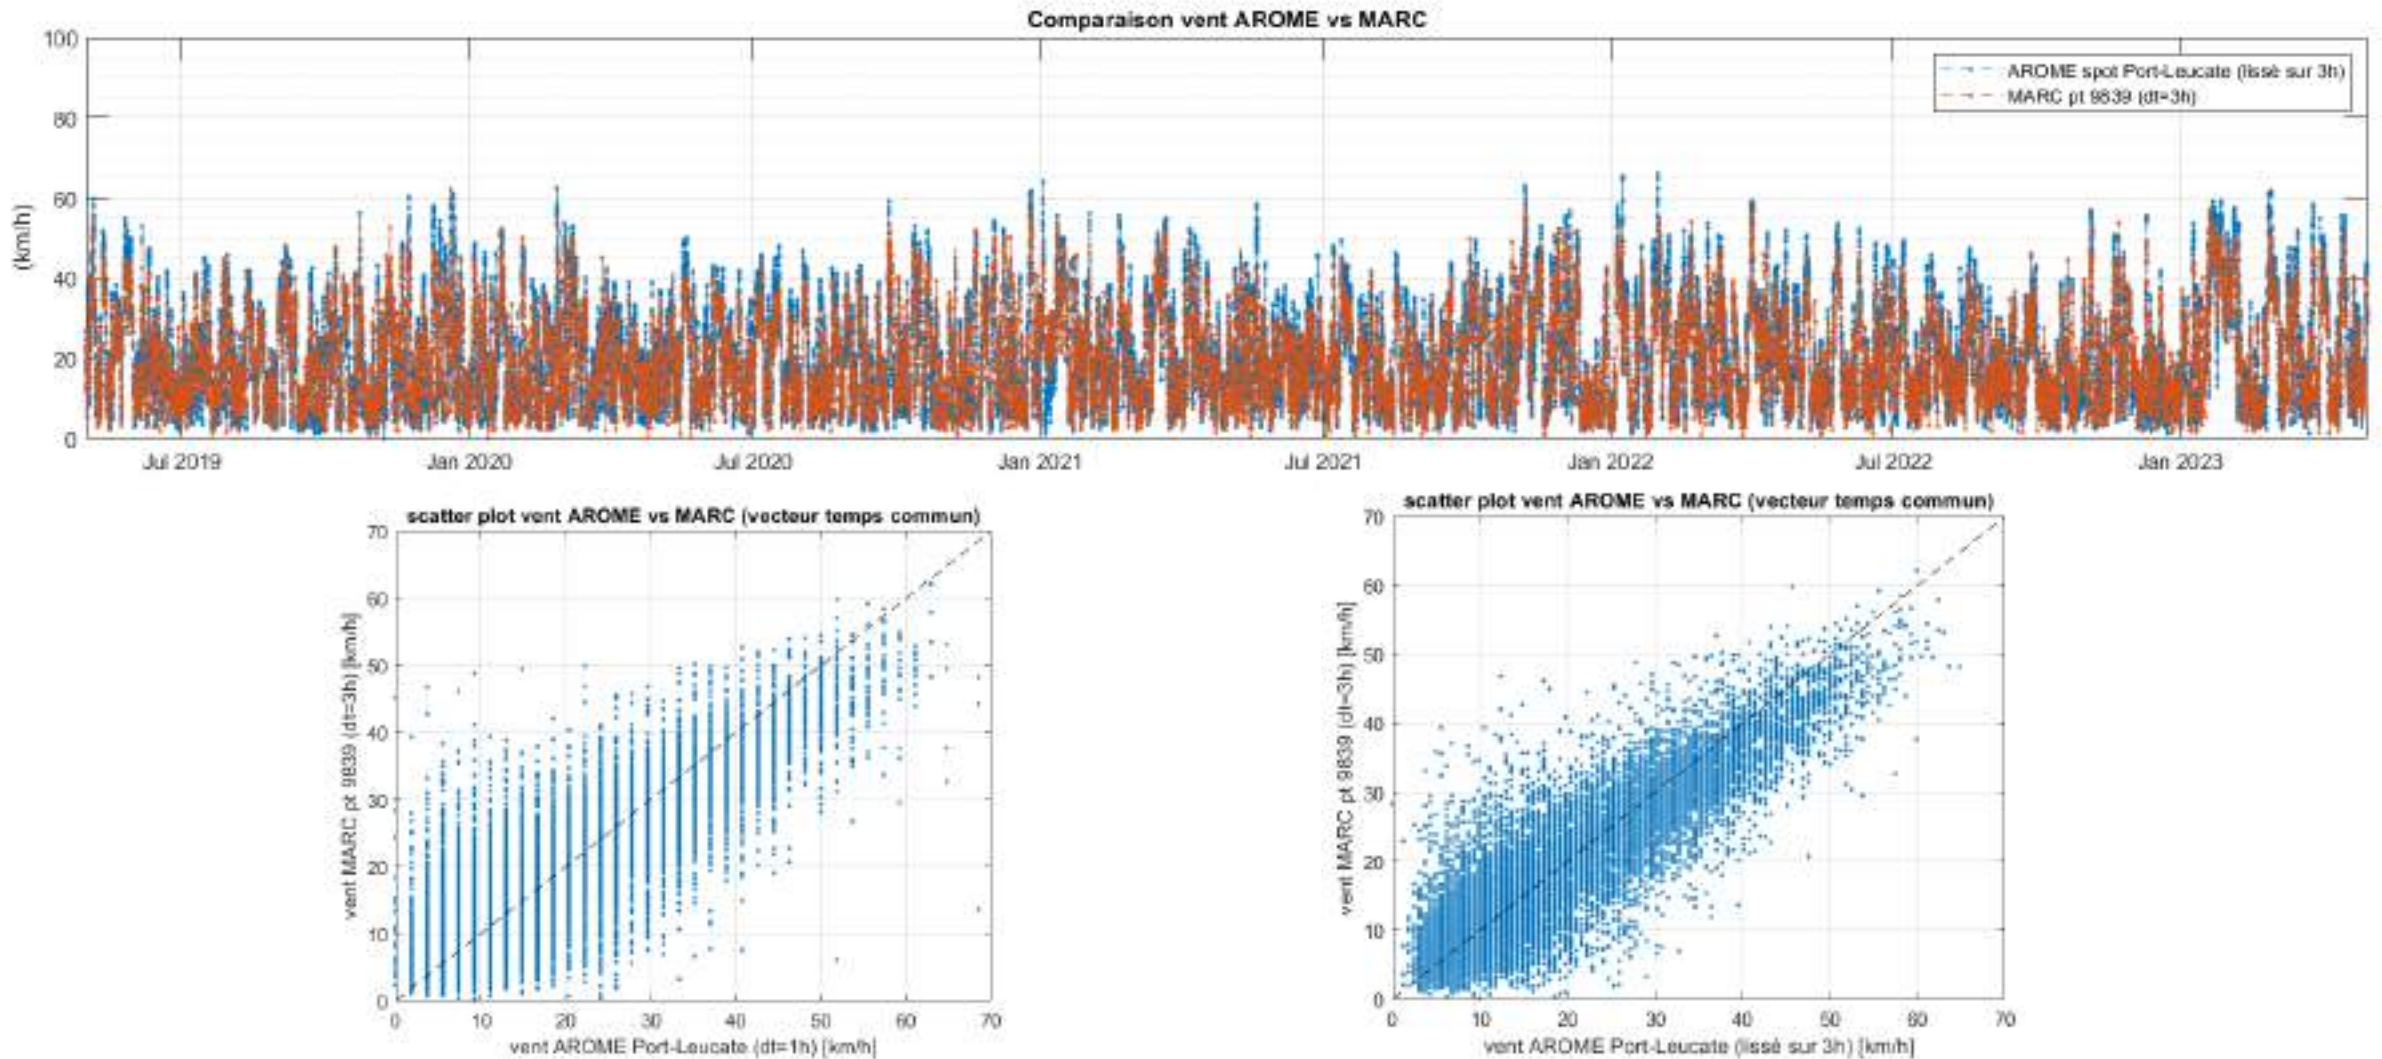 Comparaison vent AROME vs MARC
100
80
60
40
20
0
(km/h)
AROME spot Port-Leucate (lissé sur 3h)
MARC pt 9839 (dt=3h)
Jul 2019 Jan 2020 Jul 2020 Jan 2021 Jul 2021 Jan 2022 Jul 2022 Jan 2023
scatter plot vent AROME vs MARC (vecteur temps commun)
70
60
50
40
30
20
10
0
vent MARC pt 9839 (dt=3h) [km/h]
0 10 20 30 40 50 60 70
vent AROME Port-Leucate (dt=1h) [km/h]
scatter plot vent AROME vs MARC (vecteur temps commun)
70
60
50
40
30
20
10
0
vent MARC pt 9839 (dt=3h) [km/h]
0 10 20 30 40 50 60 70
vent AROME Port-Leucate (lissé sur 3h) [km/h]